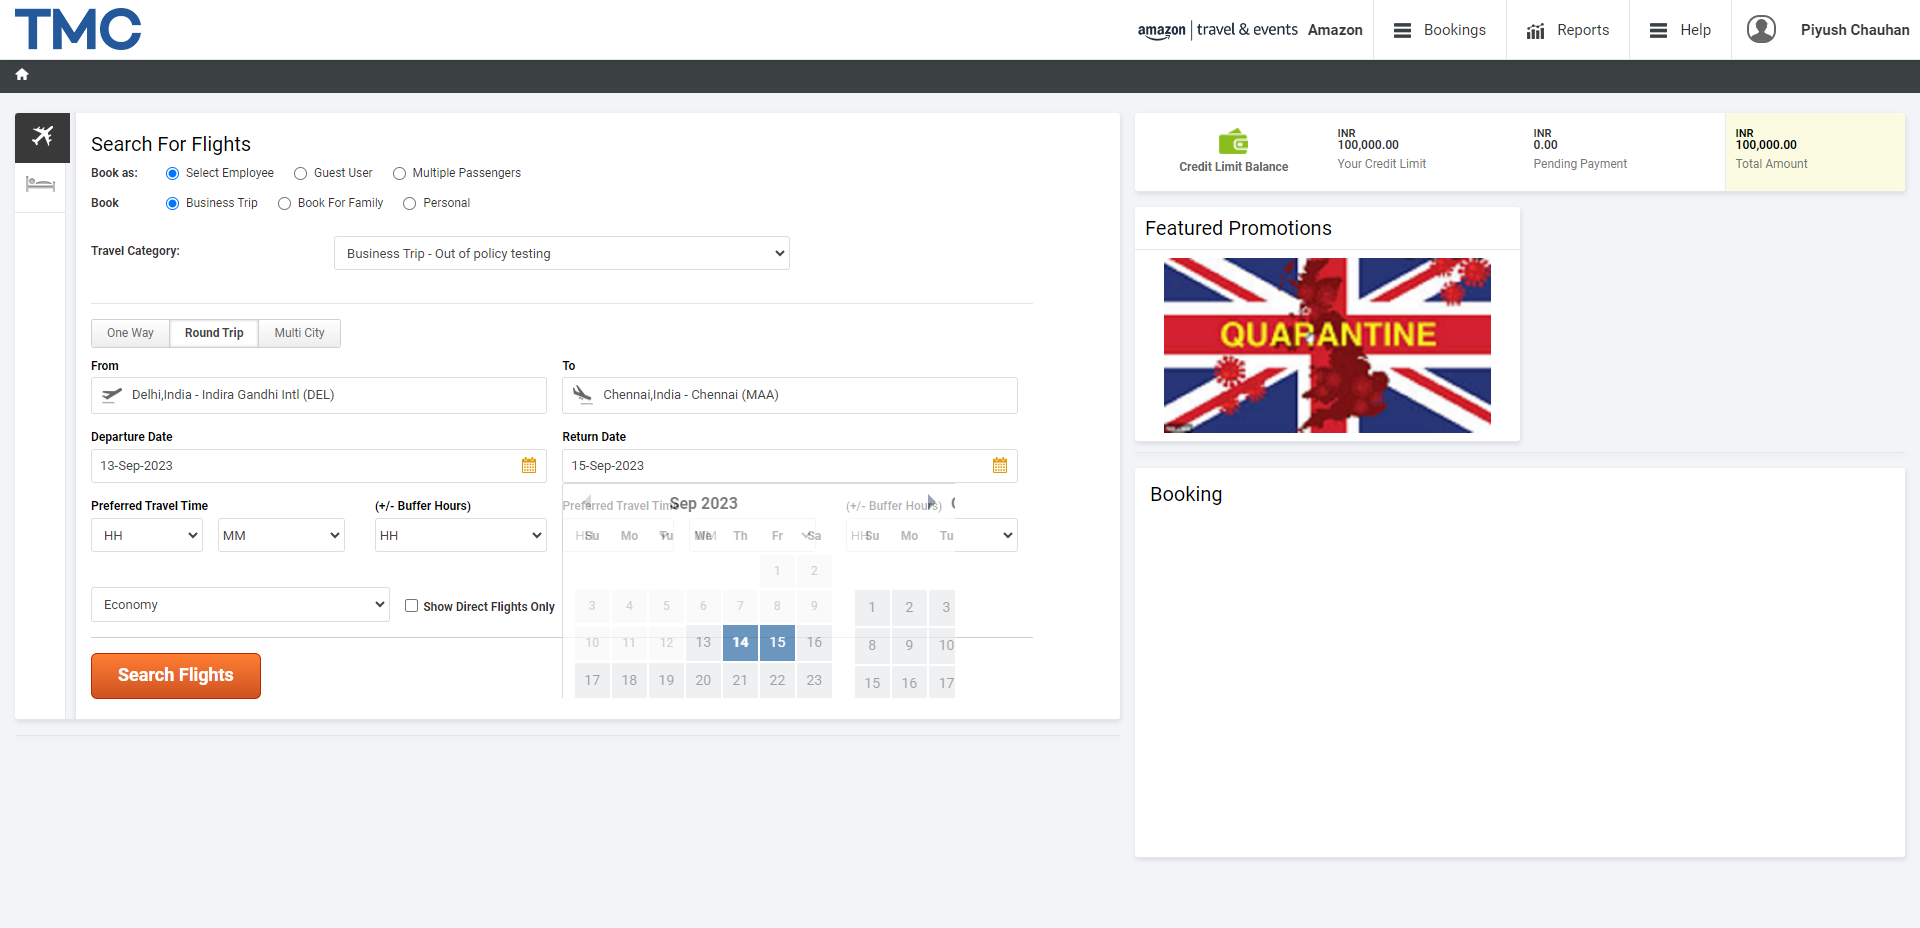 TMC
amazon travel & events Amazon
Bookings
Reports
Help
Piyush Chauhan
Search For Flights
Book as: Select Employee Guest User Multiple Passengers
Book Business Trip Book For Family Personal
Travel Category: Business Trip - Out of policy testing
One Way Round Trip Multi City
From To
Delhi,India - Indira Gandhi Intl (DEL) Chennai,India - Chennai (MAA)
Departure Date Return Date
13-Sep-2023 15-Sep-2023
Preferred Travel Time (+/- Buffer Hours) Preferred Travel Time (+/- Buffer Hours)
HH MM HH HH MM HH
Sep 2023
Su Mo Tu We Th Fr Sa Su Mo Tu
1 2
3 4 5 6 7 8 9 1 2 3
10 11 12 13 14 15 16 8 9 10
17 18 19 20 21 22 23 15 16 17
Economy Show Direct Flights Only
Search Flights
Credit Limit Balance
INR
100,000.00
Your Credit Limit
INR
0.00
Pending Payment
INR
100,000.00
Total Amount
Featured Promotions
QUARANTINE
Booking